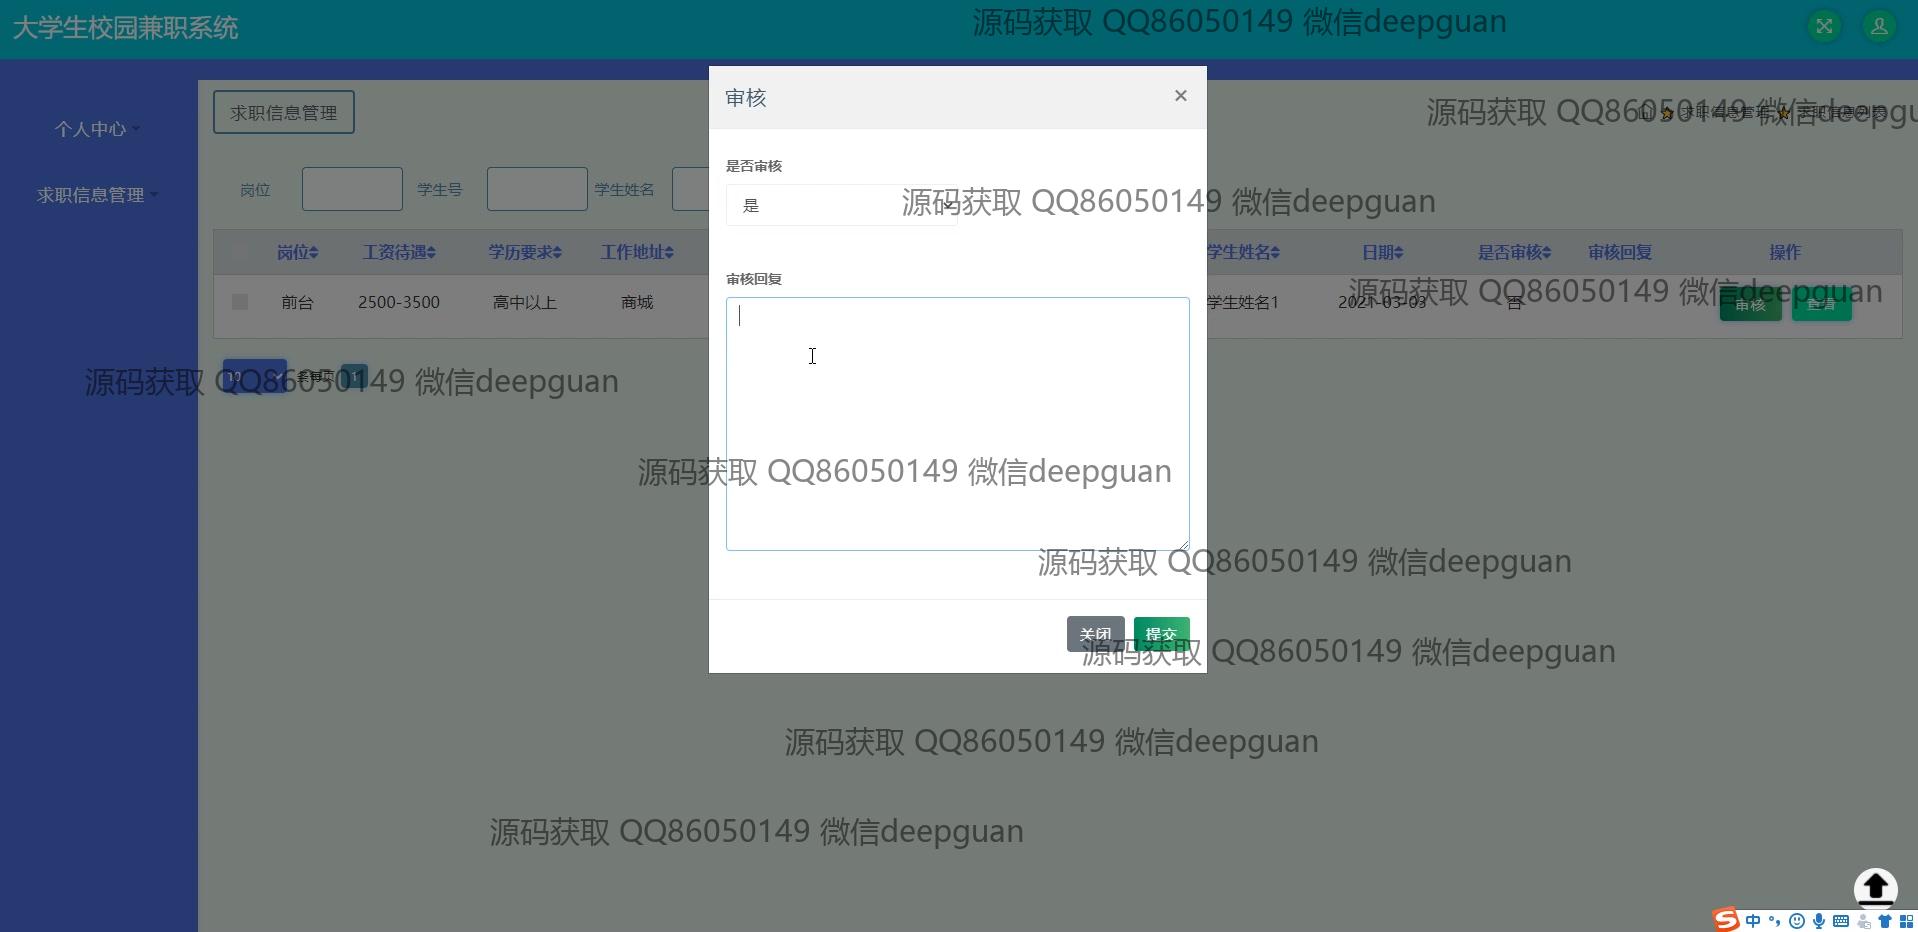 大学生校园兼职系统
源码获取 QQ86050149 微信deepguan
审核
×
求职信息管理
求职信息管理
源码获取 QQ86050149 微信deepgu
个人中心
求职信息管理
岗位
学生号
学生姓名
是否审核
是
源码获取 QQ86050149 微信deepguan
岗位 工资待遇 学历要求 工作地址 学生姓名 日期 是否审核 审核回复 操作
审核回复
前台 2500-3500 高中以上 商城 学生姓名1 2021-03-03 否 审核 查看
源码获取 QQ86050149 微信deepguan
10 条每页 1
源码获取 QQ86050149 微信deepguan
源码获取 QQ86050149 微信deepguan
源码获取 QQ86050149 微信deepguan
关闭 提交
源码获取 QQ86050149 微信deepguan
源码获取 QQ86050149 微信deepguan
源码获取 QQ86050149 微信deepguan
中